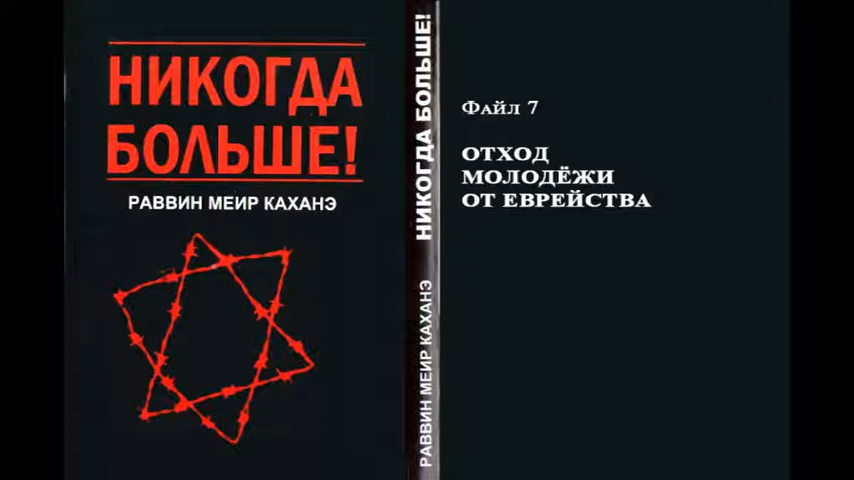 НИКОГДА
БОЛЬШЕ!
РАВВИН МЕИР КАХАНЭ
НИКОГДА БОЛЬШЕ!
РАВВИН МЕИР КАХАНЭ
Файл 7
ОТХОД
МОЛОДЁЖИ
ОТ ЕВРЕЙСТВА